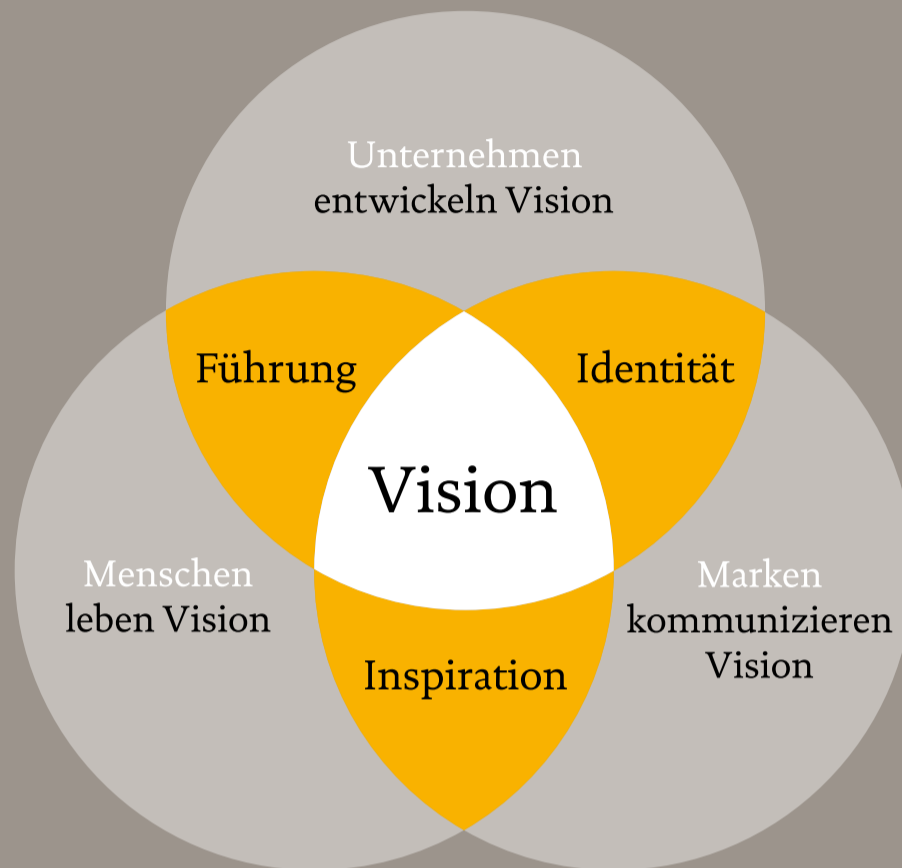 Unternehmen
entwickeln Vision
Führung
Identität
Vision
Menschen
leben Vision
Marken
kommunizieren
Vision
Inspiration